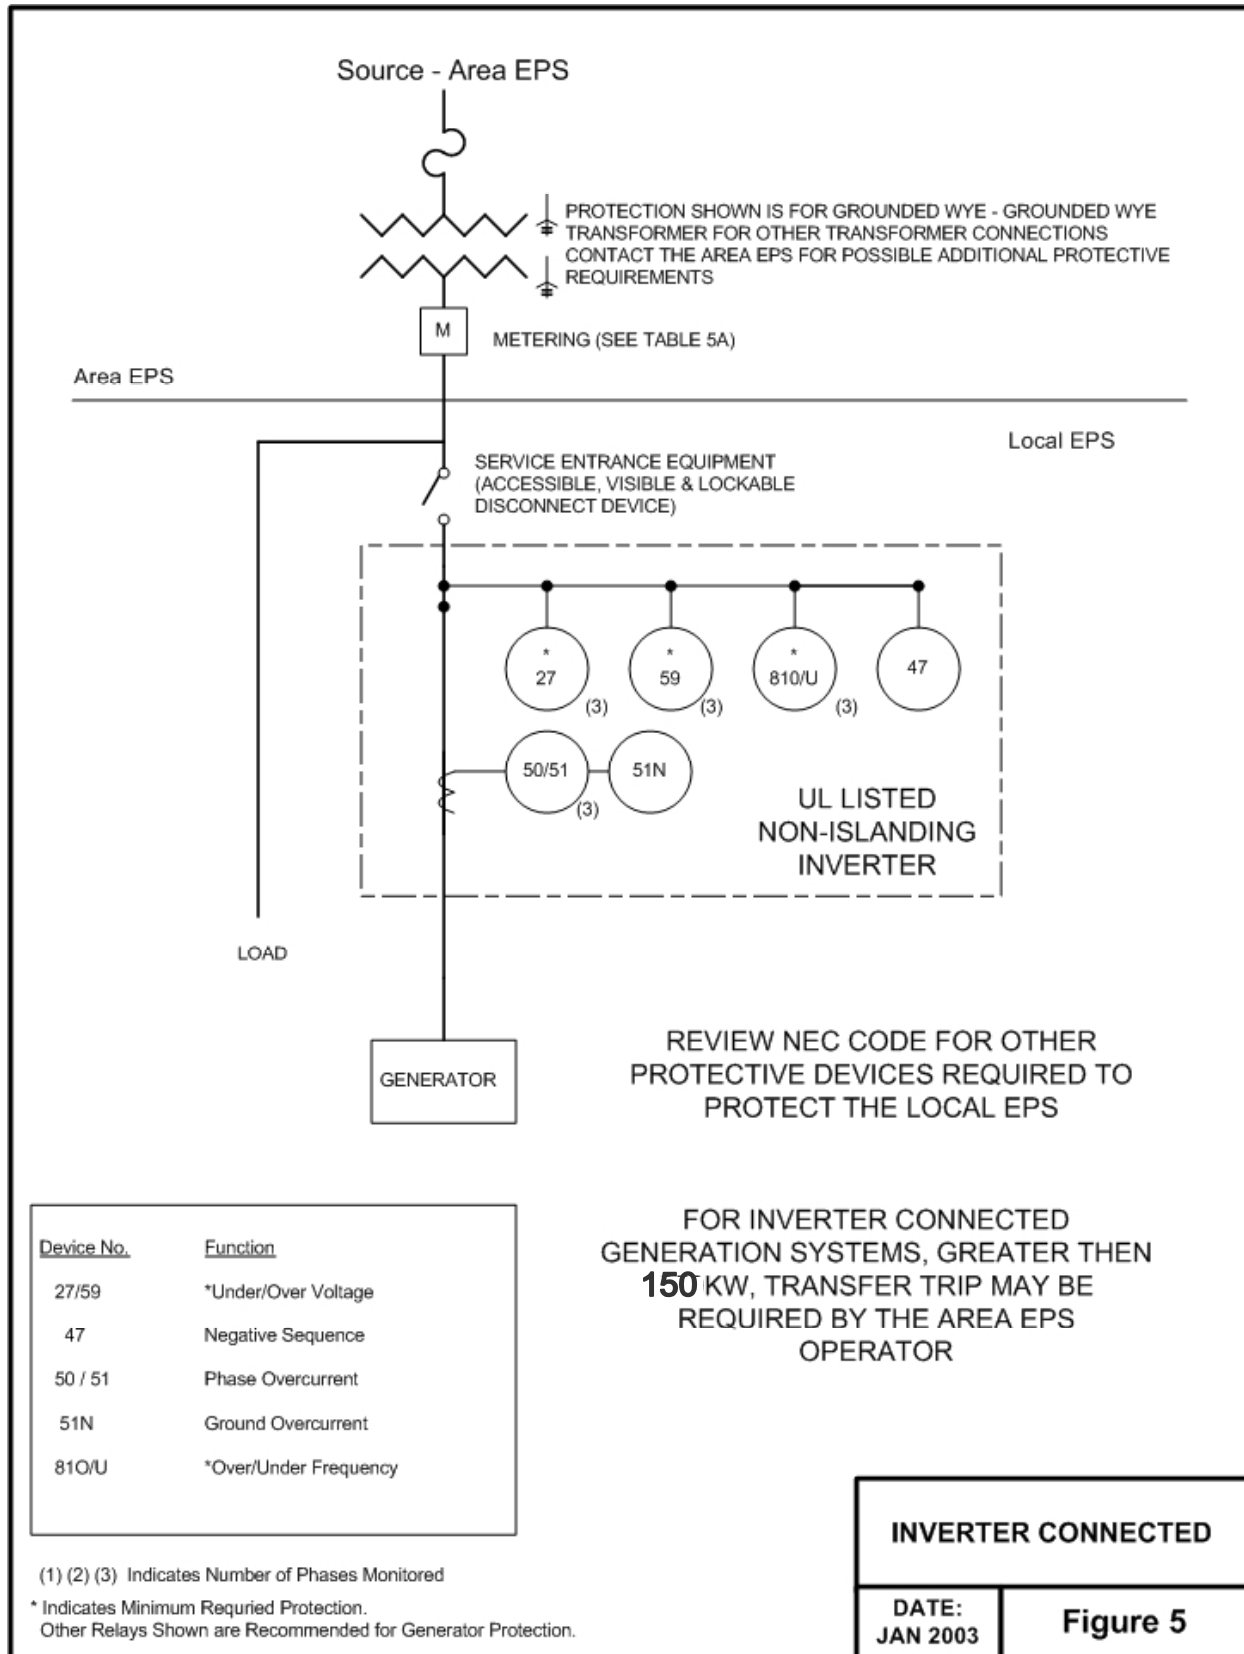 Source - Area EPS
PROTECTION SHOWN IS FOR GROUNDED WYE - GROUNDED WYE
TRANSFORMER FOR OTHER TRANSFORMER CONNECTIONS
CONTACT THE AREA EPS FOR POSSIBLE ADDITIONAL PROTECTIVE
REQUIREMENTS
M
METERING (SEE TABLE 5A)
Area EPS
Local EPS
SERVICE ENTRANCE EQUIPMENT
(ACCESSIBLE, VISIBLE & LOCKABLE
DISCONNECT DEVICE)
* 
27
(3)
*
59
(3)
*
810/U
(3)
47
50/51
(3)
51N
UL LISTED
NON-ISLANDING
INVERTER
LOAD
GENERATOR
REVIEW NEC CODE FOR OTHER
PROTECTIVE DEVICES REQUIRED TO
PROTECT THE LOCAL EPS
FOR INVERTER CONNECTED
GENERATION SYSTEMS, GREATER THEN
150 KW, TRANSFER TRIP MAY BE
REQUIRED BY THE AREA EPS
OPERATOR
Device No. Function
27/59 *Under/Over Voltage
47 Negative Sequence
50 / 51 Phase Overcurrent
51N Ground Overcurrent
81O/U *Over/Under Frequency
(1) (2) (3) Indicates Number of Phases Monitored
* Indicates Minimum Requried Protection.
Other Relays Shown are Recommended for Generator Protection.
INVERTER CONNECTED
DATE:
JAN 2003
Figure 5